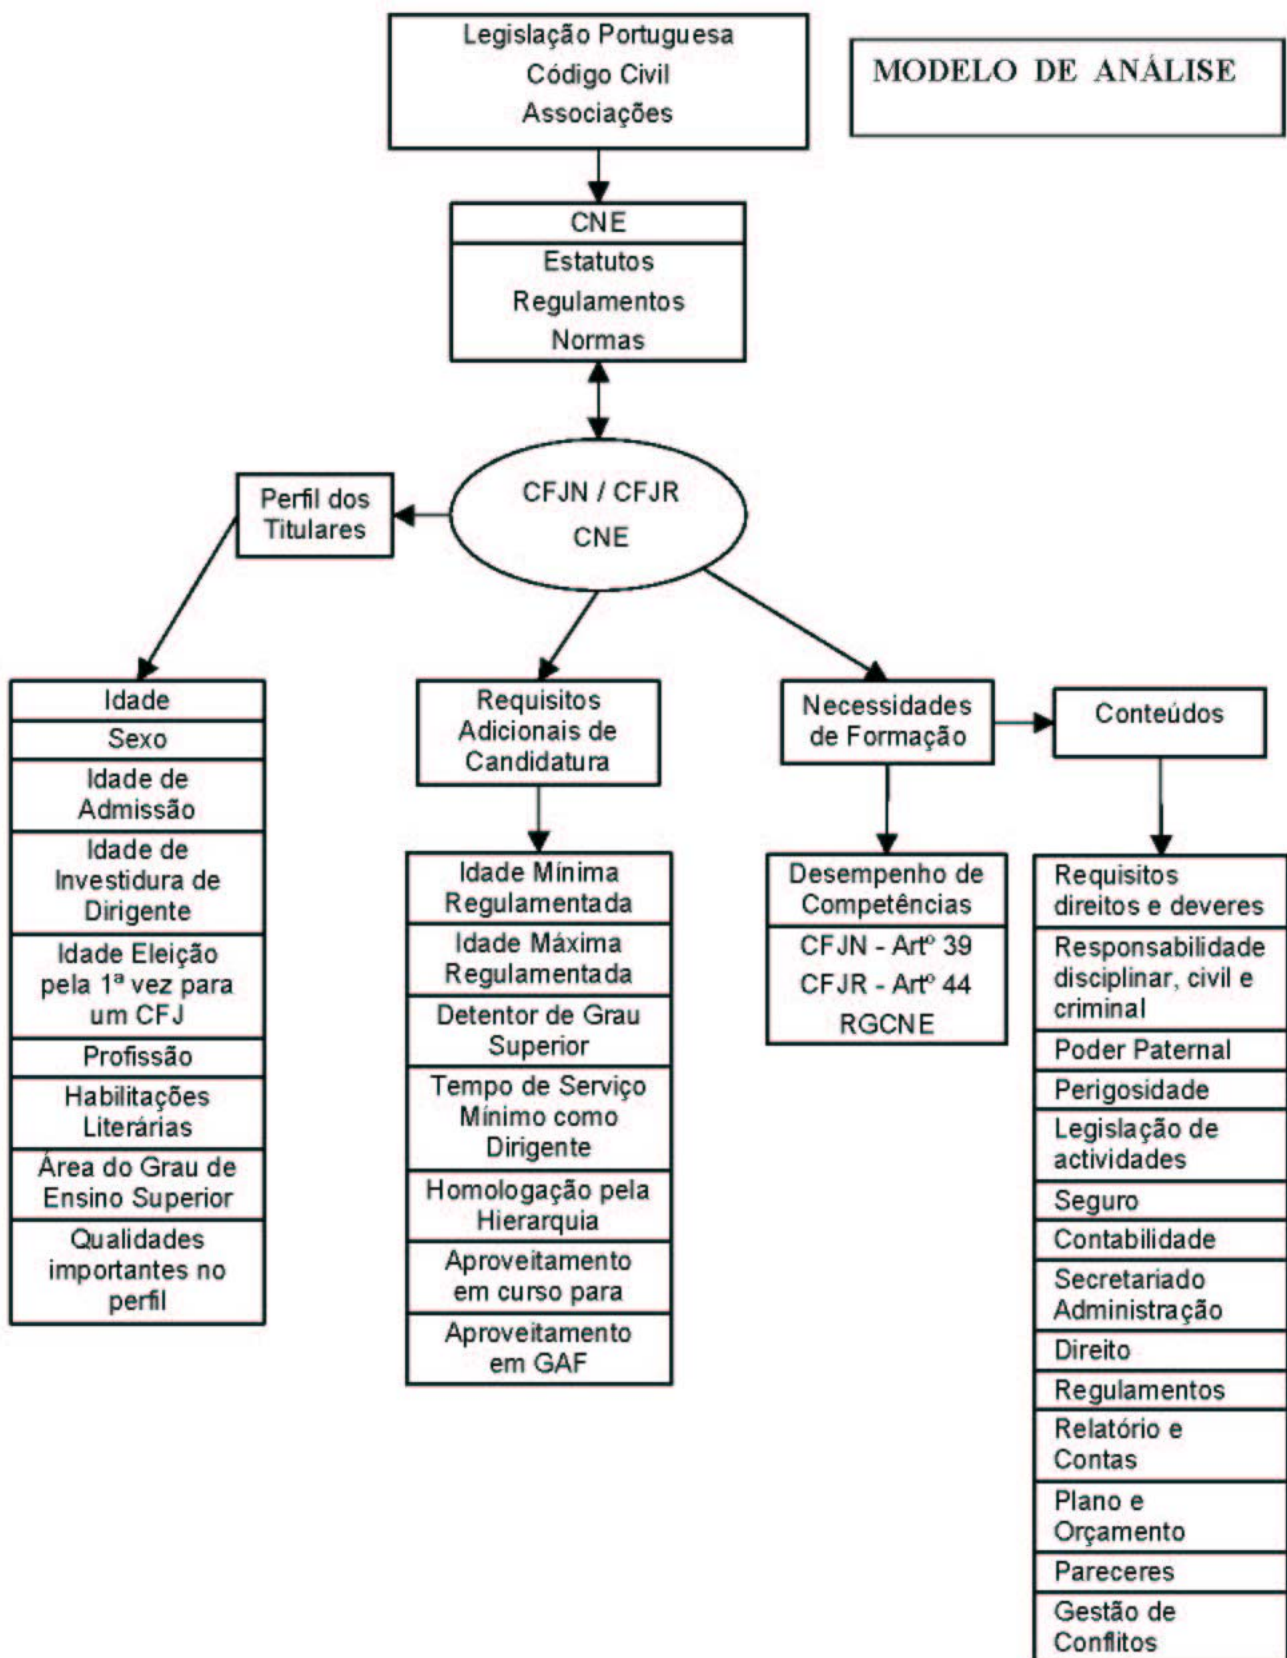 Legislação Portuguesa
Código Civil
Associações
MODELO DE ANÁLISE
CNE
Estatutos
Regulamentos
Normas
CFJN / CFJR
CNE
Perfil dos
Titulares
Idade
Sexo
Idade de
Admissão
Idade de
Investidura de
Dirigente
Idade Eleição
pela 1ª vez para
um CFJ
Profissão
Habilitações
Literárias
Área do Grau de
Ensino Superior
Qualidades
importantes no
perfil
Requisitos
Adicionais de
Candidatura
Idade Mínima
Regulamentada
Idade Máxima
Regulamentada
Detentor de Grau
Superior
Tempo de Serviço
Mínimo como
Dirigente
Homologação pela
Hierarquia
Aproveitamento
em curso para
Aproveitamento
em GAF
Necessidades
de Formação
Desempenho de
Competências
CFJN - Artº 39
CFJR - Artº 44
RGCNE
Conteúdos
Requisitos
direitos e deveres
Responsabilidade
disciplinar, civil e
criminal
Poder Paternal
Perigosidade
Legislação de
actividades
Seguro
Contabilidade
Secretariado
Administração
Direito
Regulamentos
Relatório e
Contas
Plano e
Orçamento
Pareceres
Gestão de
Conflitos